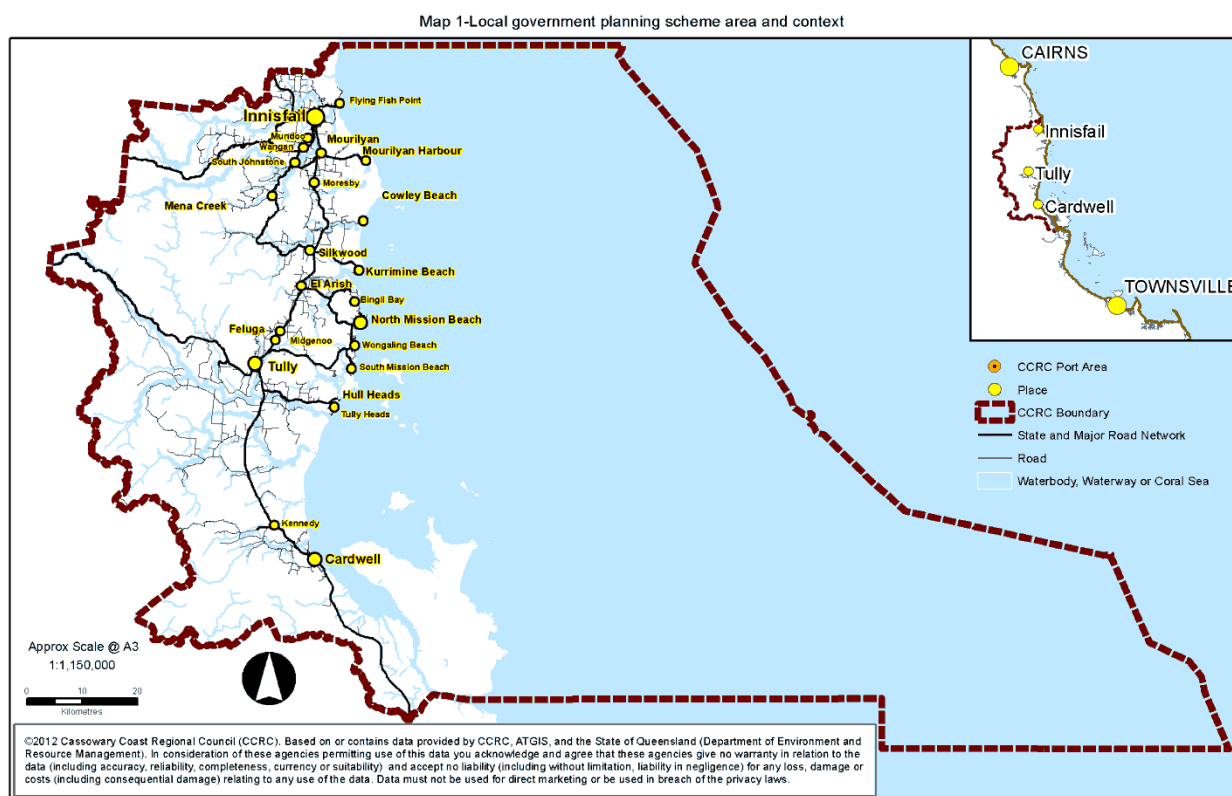 Map 1-Local government planning scheme area and context
CAIRNS
Innisfail
Tully
Cardwell
TOWNSVILLE
Flying Fish Point
Innisfail
Mundoo
Wangan
Mourilyan
South Johnstone
Mourilyan Harbour
Moresby
Mena Creek
Cowley Beach
Silkwood
Kurrimine Beach
El Arish
Bingil Bay
North Mission Beach
Feluga
Midgenoo
Wongaling Beach
Tully
South Mission Beach
Hull Heads
Tully Heads
Kennedy
Cardwell
CCRC Port Area
Place
CCRC Boundary
State and Major Road Network
Road
Waterbody, Waterway or Coral Sea
Approx Scale @ A3
1:1,150,000
0 10 20
Kilometres
©2012 Cassowary Coast Regional Council (CCRC). Based on or contains data provided by CCRC, ATGIS, and the State of Queensland (Department of Environment and
Resource Management). In consideration of these agencies permitting use of this data you acknowledge and agree that these agencies give no warranty in relation to the
data (including accuracy, reliability, completeness, currency or suitability) and accept no liability (including without limitation, liability in negligence) for any loss, damage or
costs (including consequential damage) relating to any use of the data. Data must not be used for direct marketing or be used in breach of the privacy laws.